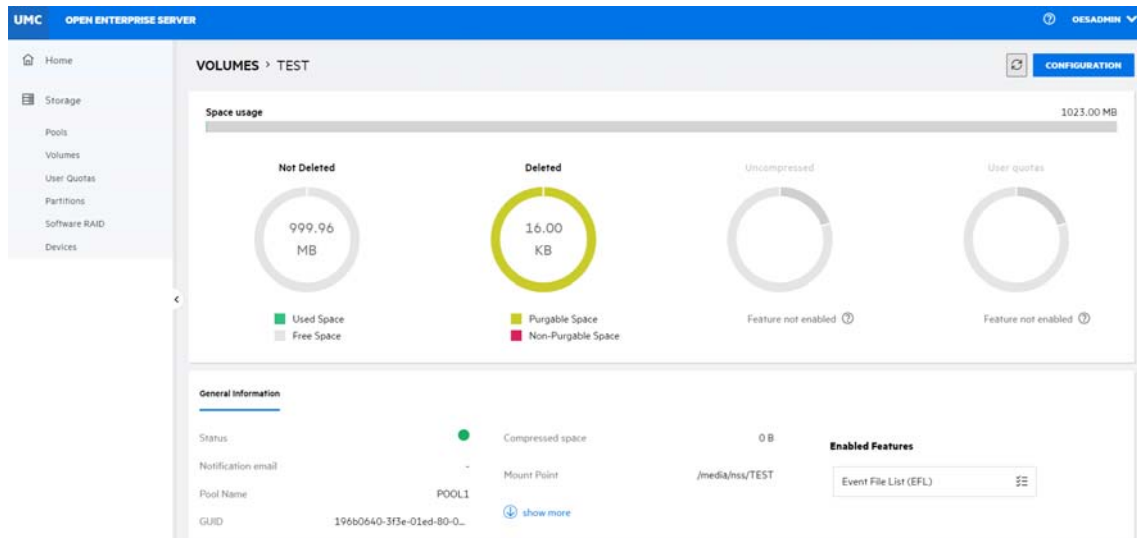 UMC OPEN ENTERPRISE SERVER OESADMIN
Home
Storage
Pools
Volumes
User Quotas
Partitions
Software RAID
Devices
VOLUMES > TEST
CONFIGURATION
Space usage 1023.00 MB
Not Deleted
999.96
MB
Used Space
Free Space
Deleted
16.00
KB
Purgable Space
Non-Purgable Space
Uncompressed
Feature not enabled
User quotas
Feature not enabled
General Information
Status
Notification email -
Pool Name POOL1
GUID 196b0640-3f3e-01ed-80-0...
Compressed space 0 B
Mount Point /media/nss/TEST
show more
Enabled Features
Event File List (EFL)